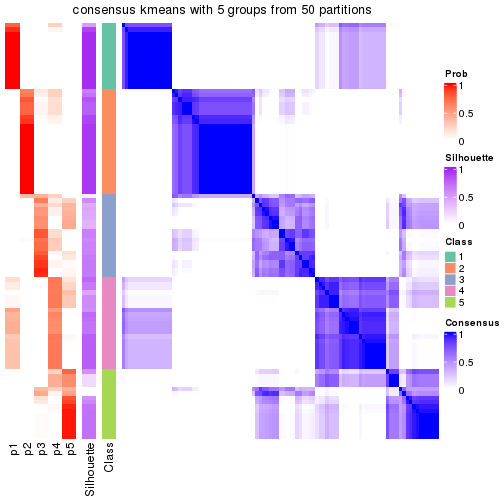 consensus kmeans with 5 groups from 50 partitions
Prob
1
0.5
0
Silhouette
1
0.5
0
Class
1
2
3
4
5
Consensus
1
0.5
0
p1
p2
p3
p4
p5
Silhouette
Class